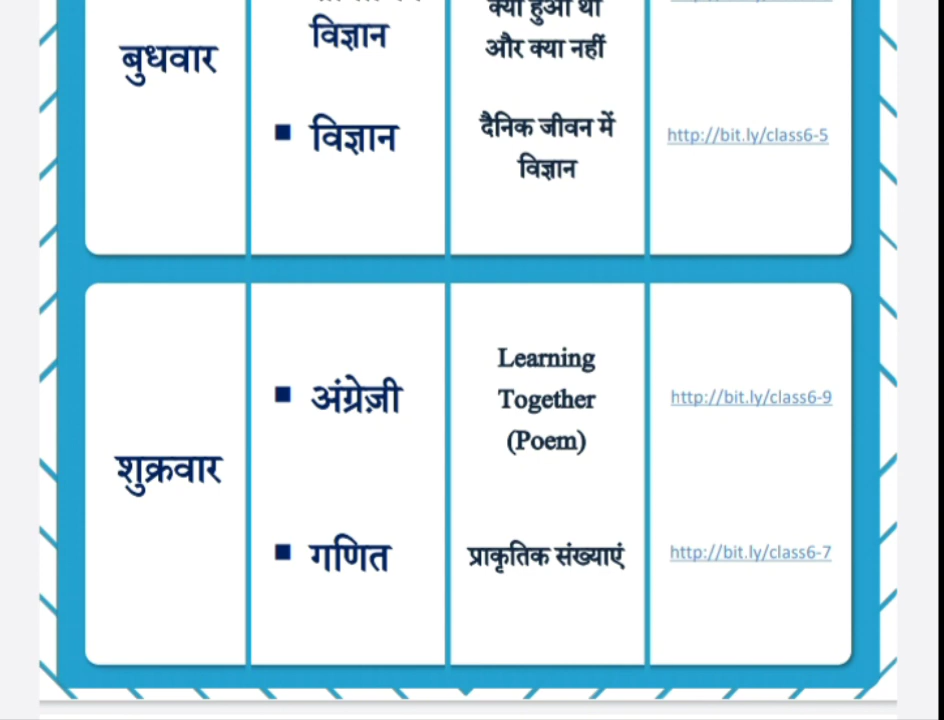 क्या हुआ था
विज्ञान
और क्या नहीं
बुधवार
■ विज्ञान
दैनिक जीवन में
विज्ञान
http://bit.ly/class6-5
शुक्रवार
■ अंग्रेज़ी
Learning
Together
(Poem)
http://bit.ly/class6-9
■ गणित
प्राकृतिक संख्याएं
http://bit.ly/class6-7